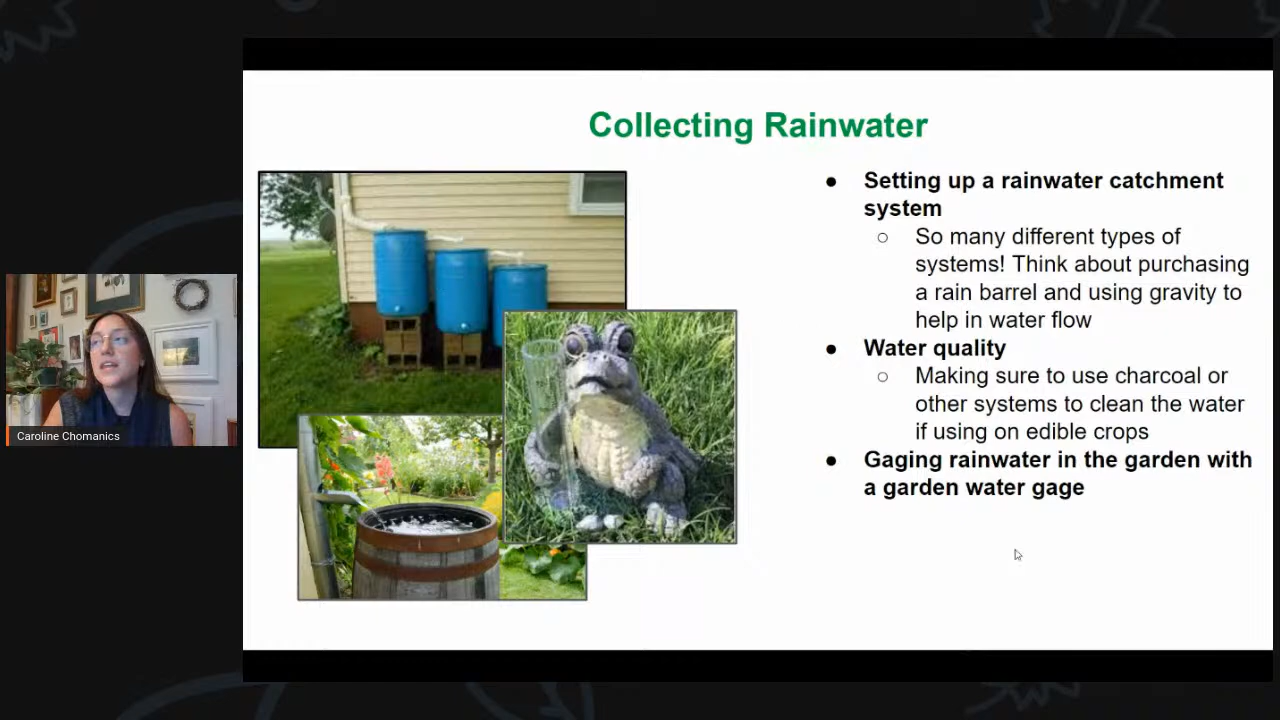 Collecting Rainwater
● Setting up a rainwater catchment
system
○ So many different types of
systems! Think about purchasing
a rain barrel and using gravity to
help in water flow
● Water quality
○ Making sure to use charcoal or
other systems to clean the water
if using on edible crops
● Gaging rainwater in the garden with
a garden water gage
Caroline Chomanics